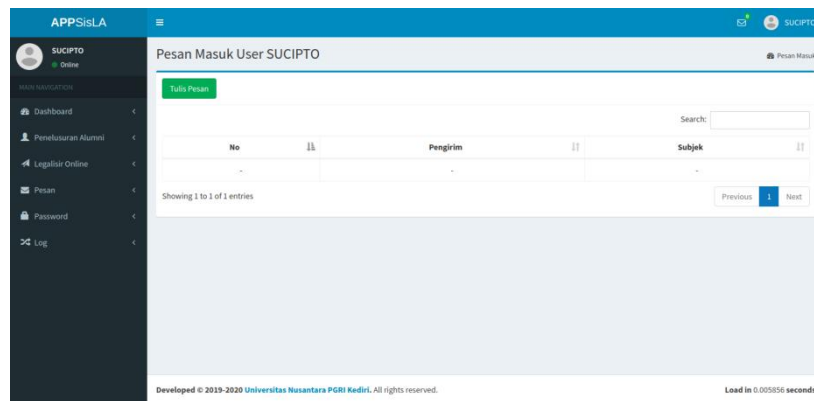 APPSisLA
SUCIPTO
SUCIPTO
Online
MAIN NAVIGATION
Dashboard
Penelusuran Alumni
Legalisir Online
Pesan
Password
Log
Pesan Masuk User SUCIPTO
Pesan Masuk
Tulis Pesan
Search:
No Pengirim Subjek
- - -
Showing 1 to 1 of 1 entries
Previous 1 Next
Developed © 2019-2020 Universitas Nusantara PGRI Kediri. All rights reserved.
Load in 0.005856 seconds